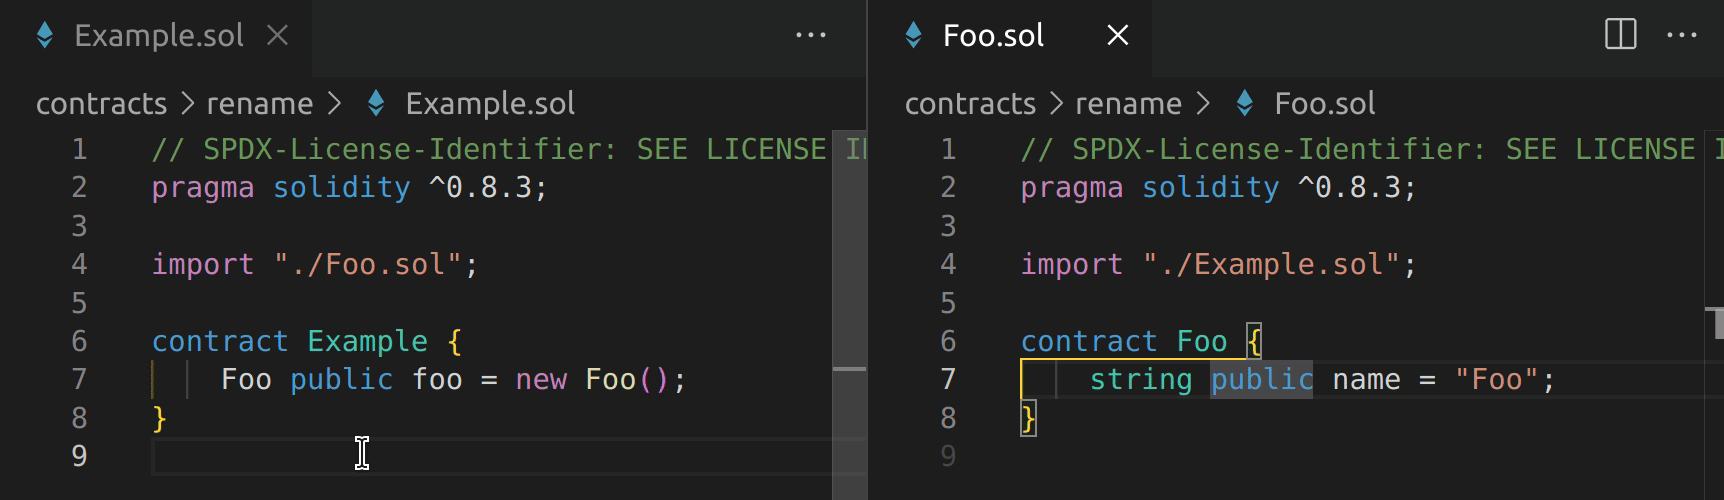 Example.sol
contracts > rename > Example.sol
1 // SPDX-License-Identifier: SEE LICENSE
2 pragma solidity ^0.8.3;
3
4 import "./Foo.sol";
5
6 contract Example {
7 Foo public foo = new Foo();
8 }
9
Foo.sol
contracts > rename > Foo.sol
1 // SPDX-License-Identifier: SEE LICENSE
2 pragma solidity ^0.8.3;
3
4 import "./Example.sol";
5
6 contract Foo {
7 string public name = "Foo";
8 }
9